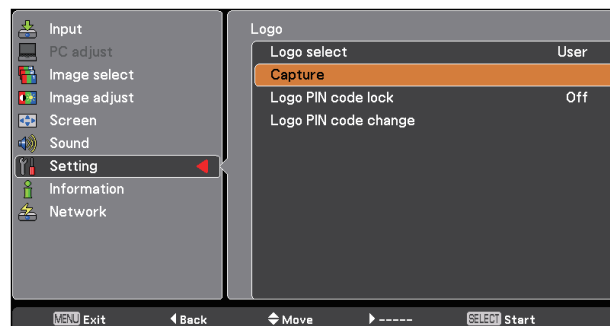 Input
PC adjust
Image select
Image adjust
Screen
Sound
Setting
Information
Network
Logo
Logo select User
Capture
Logo PIN code lock Off
Logo PIN code change
MENU Exit Back Move ----- SELECT Start